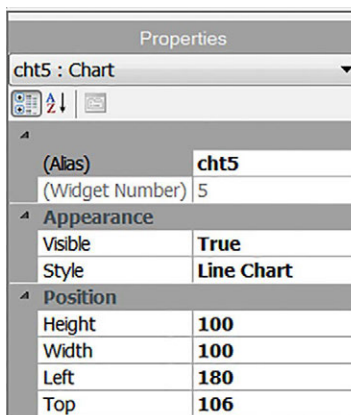 Properties
cht5 : Chart
(Alias) cht5
(Widget Number) 5
Appearance
Visible True
Style Line Chart
Position
Height 100
Width 100
Left 180
Top 106